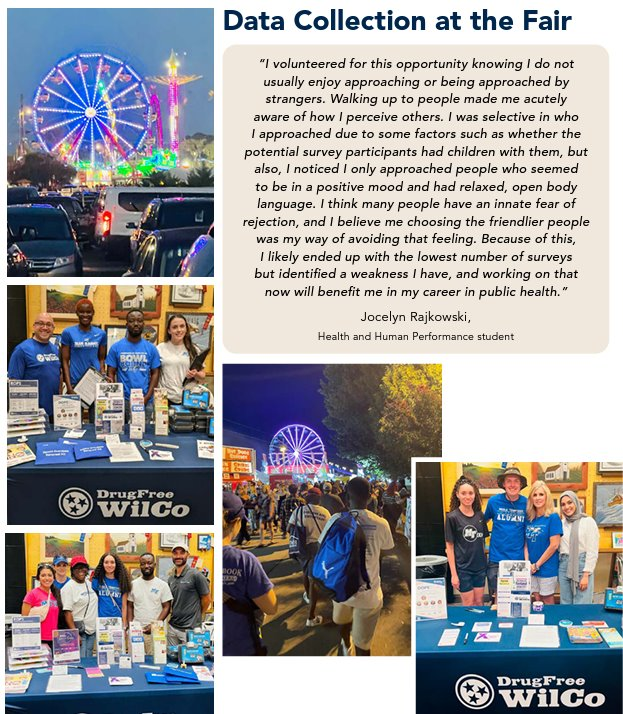 Data Collection at the Fair
“I volunteered for this opportunity knowing I do not
usually enjoy approaching or being approached by
strangers. Walking up to people made me acutely
aware of how I perceive others. I was selective in who
I approached due to some factors such as whether the
potential survey participants had children with them, but
also, I noticed I only approached people who seemed
to be in a positive mood and had relaxed, open body
language. I think many people have an innate fear of
rejection, and I believe me choosing the friendlier people
was my way of avoiding that feeling. Because of this,
I likely ended up with the lowest number of surveys
but identified a weakness I have, and working on that
now will benefit me in my career in public health.”
Jocelyn Rajkowski,
Health and Human Performance student
DrugFree
WilCo
DrugFree
WilCo
ALUMNI